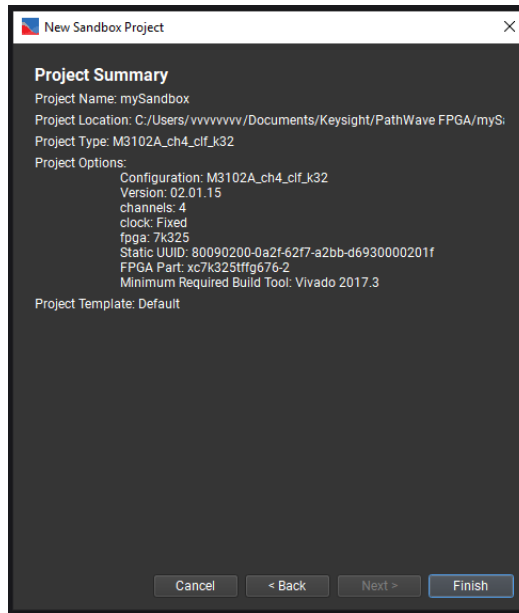 New Sandbox Project
Project Summary
Project Name: mySandbox
Project Location: C:/Users/vvvvvvvv/Documents/Keysight/PathWave FPGA/mySa
Project Type: M3102A_ch4_clf_k32
Project Options:
Configuration: M3102A_ch4_clf_k32
Version: 02.01.15
channels: 4
clock: Fixed
fpga: 7k325
Static UUID: 80090200-0a2f-62f7-a2bb-d6930000201f
FPGA Part: xc7k325tffg676-2
Minimum Required Build Tool: Vivado 2017.3
Project Template: Default
Cancel
< Back
Next >
Finish